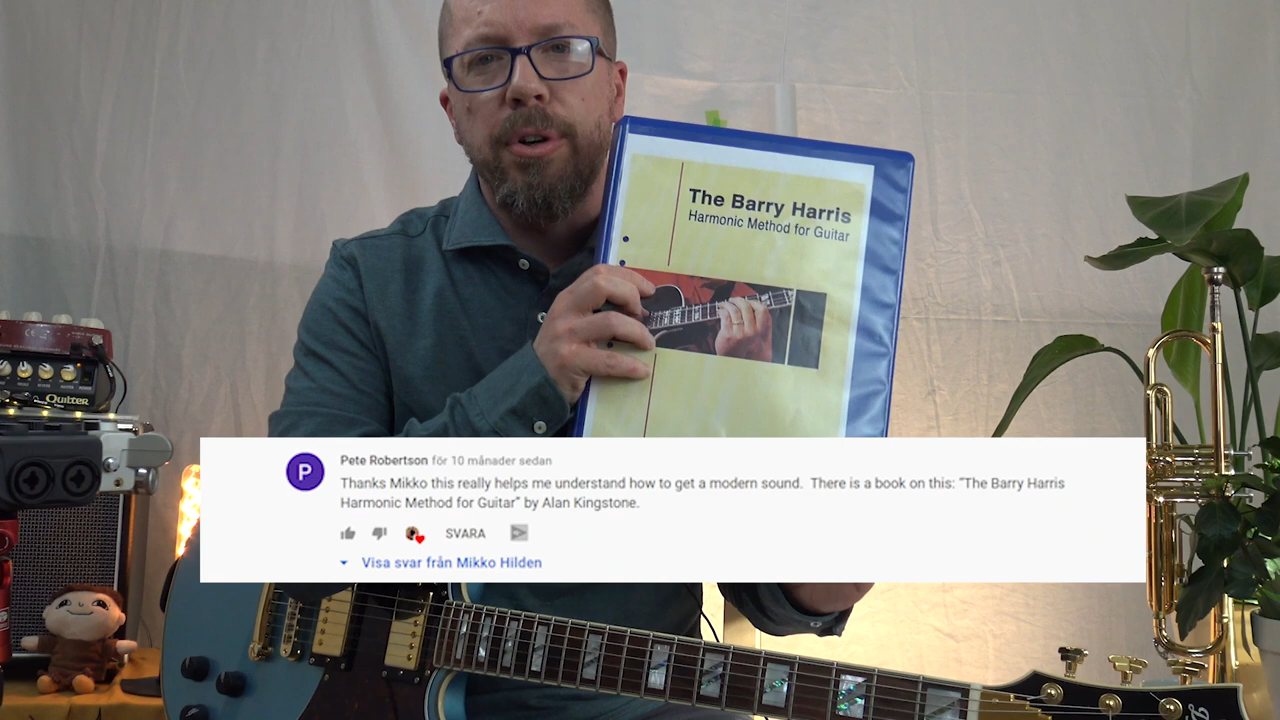 The Barry Harris
Harmonic Method for Guitar
Quilter
P
Pete Robertson för 10 månader sedan
Thanks Mikko this really helps me understand how to get a modern sound. There is a book on this: "The Barry Harris
Harmonic Method for Guitar" by Alan Kingstone.
SVARA
Visa svar från Mikko Hilden